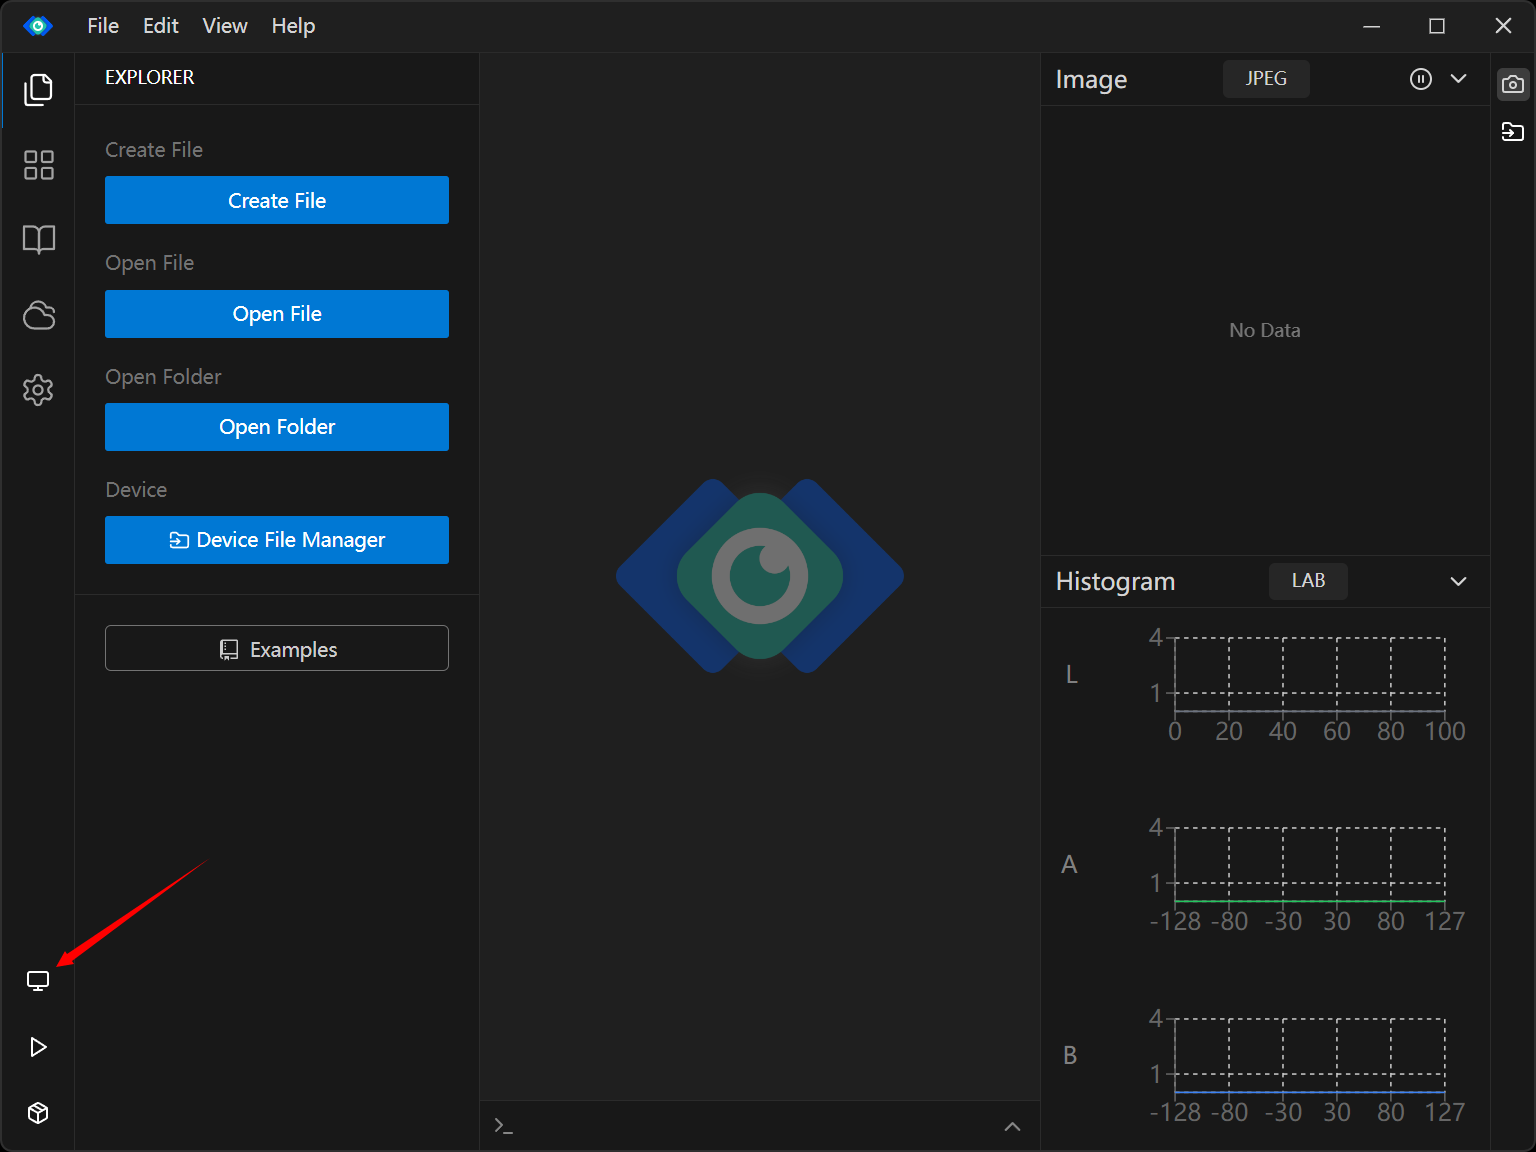 File Edit View Help
EXPLORER
Create File
Create File
Open File
Open File
Open Folder
Open Folder
Device
Device File Manager
Examples
Image JPEG
No Data
Histogram LAB
L
4
1
0 20 40 60 80 100
A
4
1
-128 -80 -30 30 80 127
B
4
1
-128 -80 -30 30 80 127